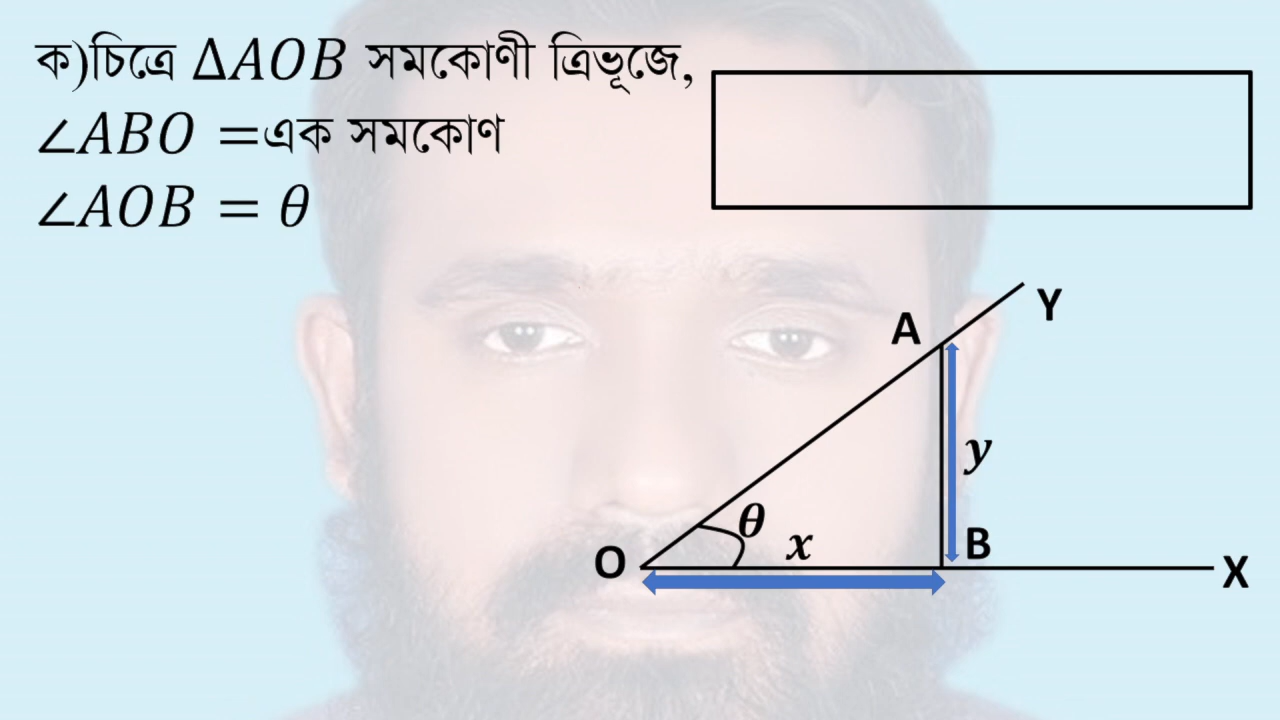 ক)চিত্রে ΔAOB সমকোণী ত্রিভূজে,
∠ABO =এক সমকোণ
∠AOB = θ
Y
A
y
θ
x
B
O
X